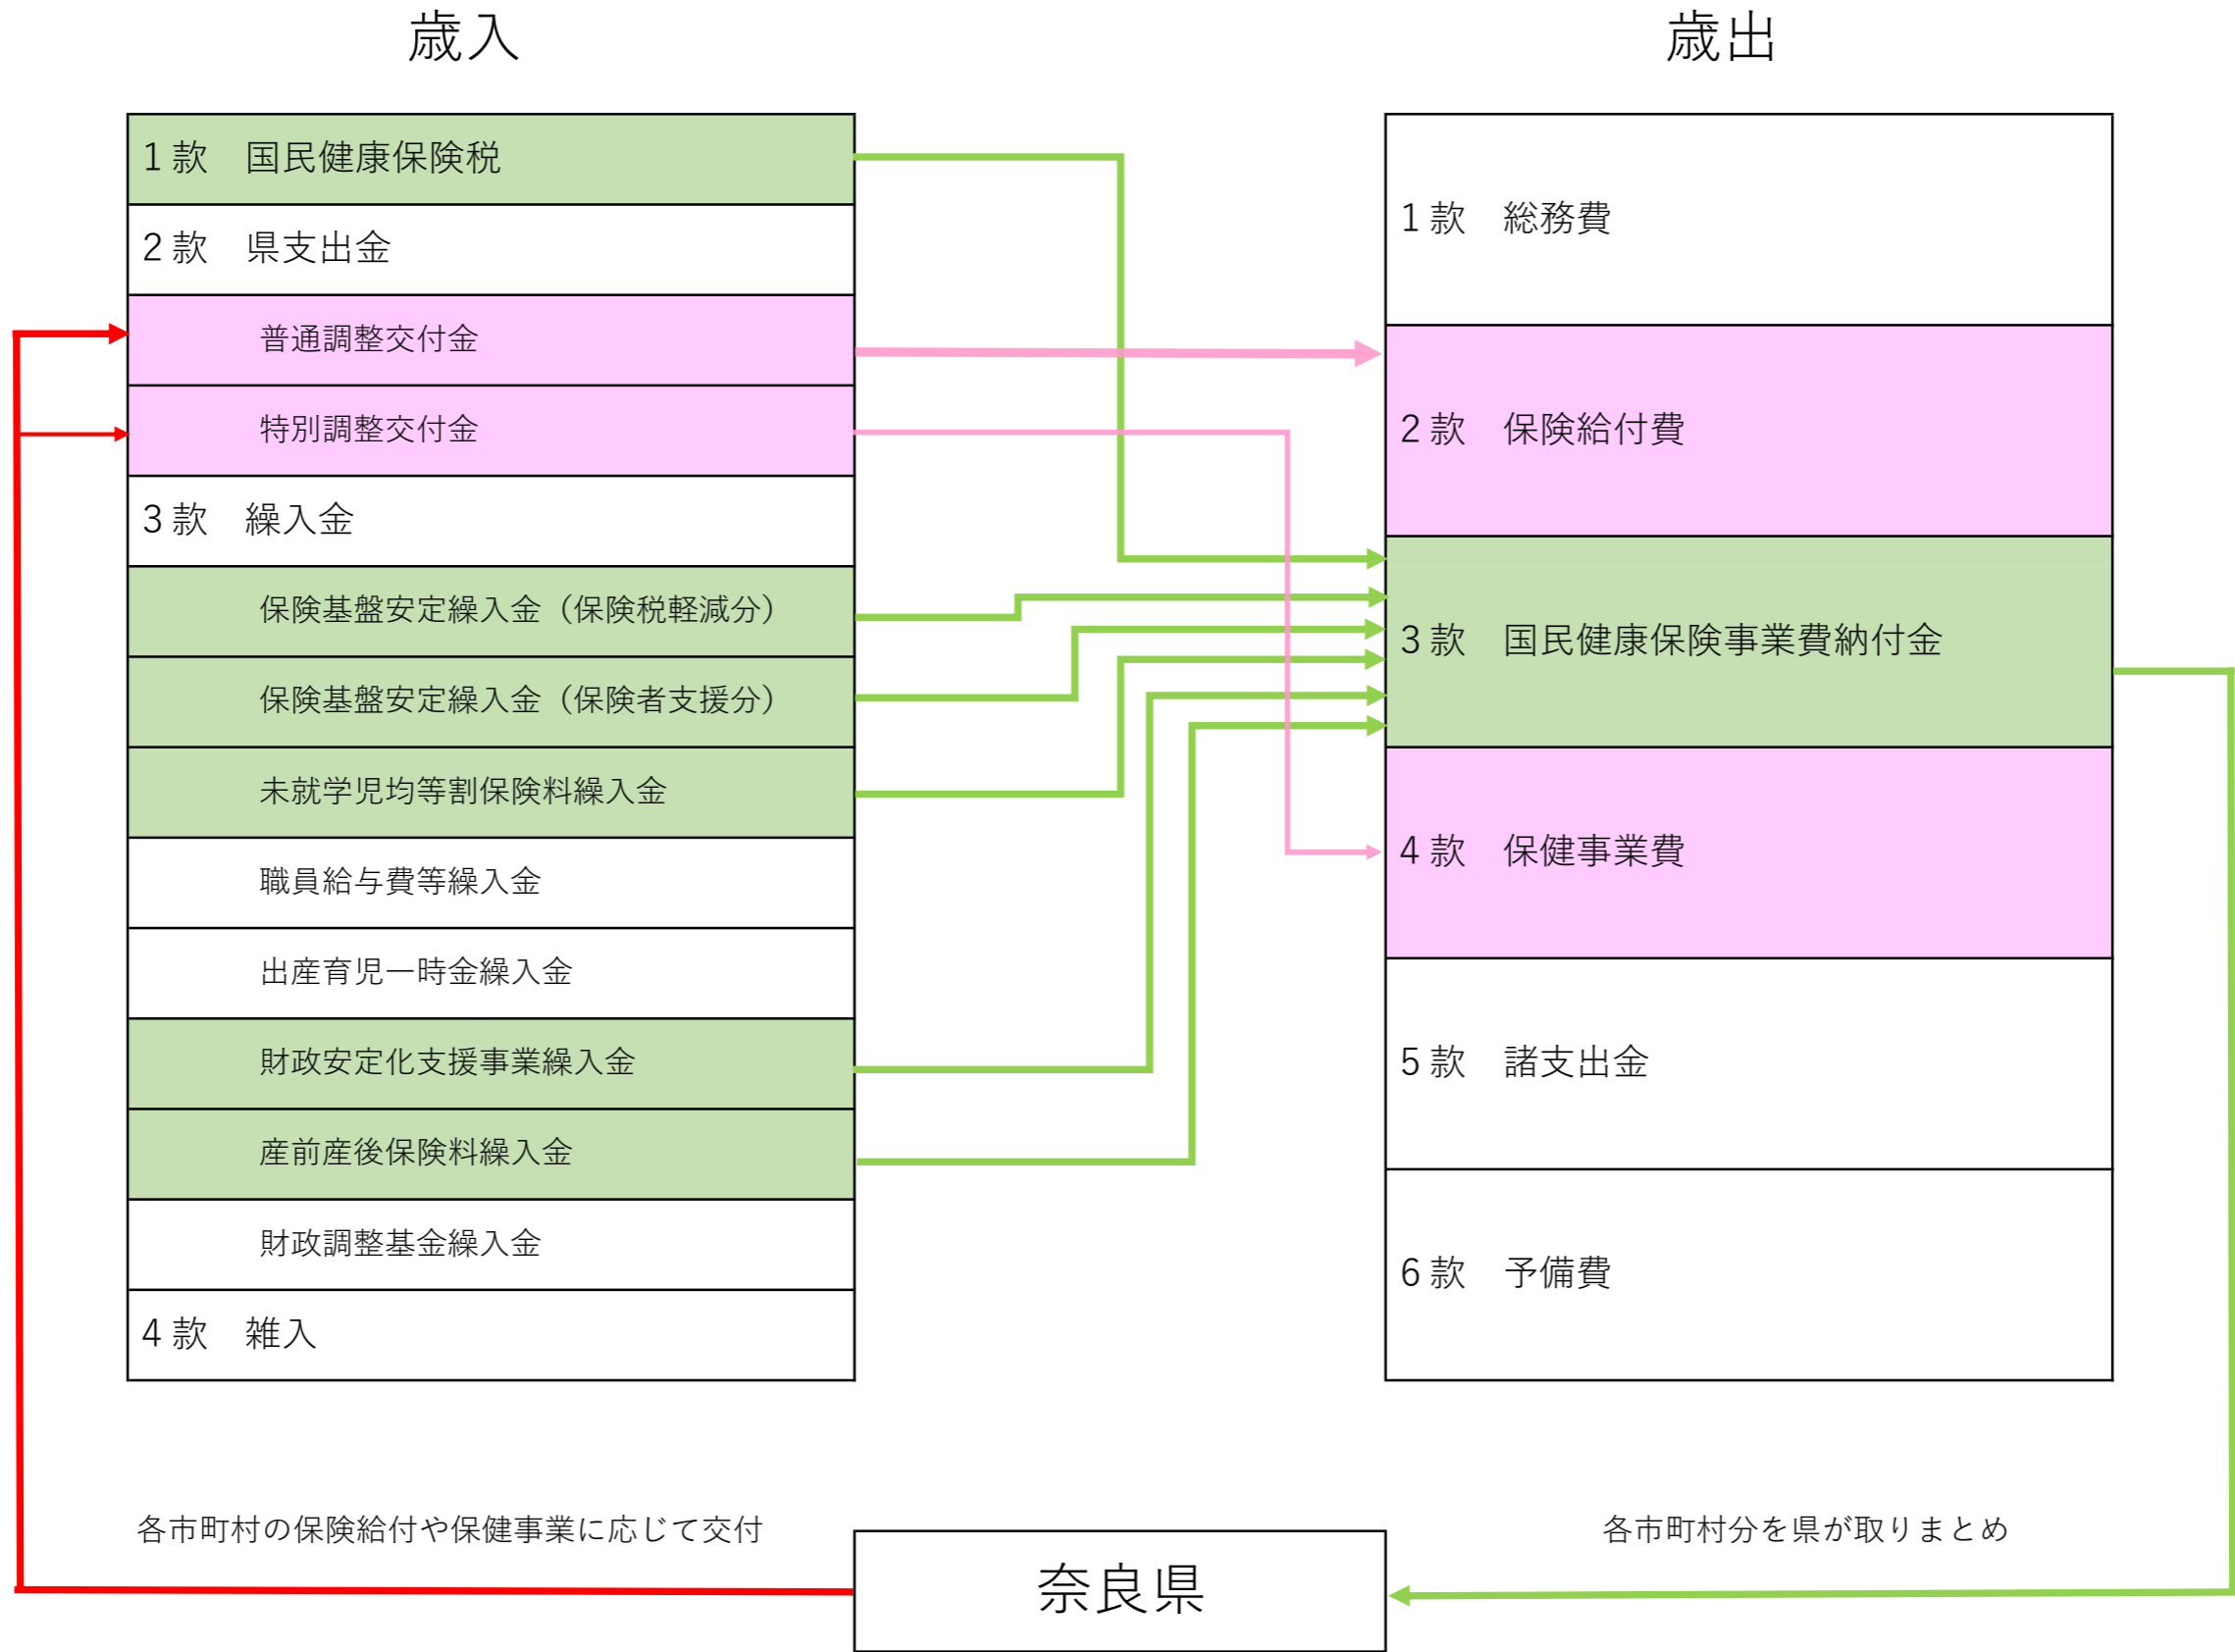 歳入
1款　国民健康保険税
2款　県支出金
普通調整交付金
特別調整交付金
3款　繰入金
保険基盤安定繰入金（保険税軽減分）
保険基盤安定繰入金（保険者支援分）
未就学児均等割保険料繰入金
職員給与費等繰入金
出産育児一時金繰入金
財政安定化支援事業繰入金
産前産後保険料繰入金
財政調整基金繰入金
4款　雑入
歳出
1款　総務費
2款　保険給付費
3款　国民健康保険事業費納付金
4款　保健事業費
5款　諸支出金
6款　予備費
各市町村の保険給付や保健事業に応じて交付
奈良県
各市町村分を県が取りまとめ